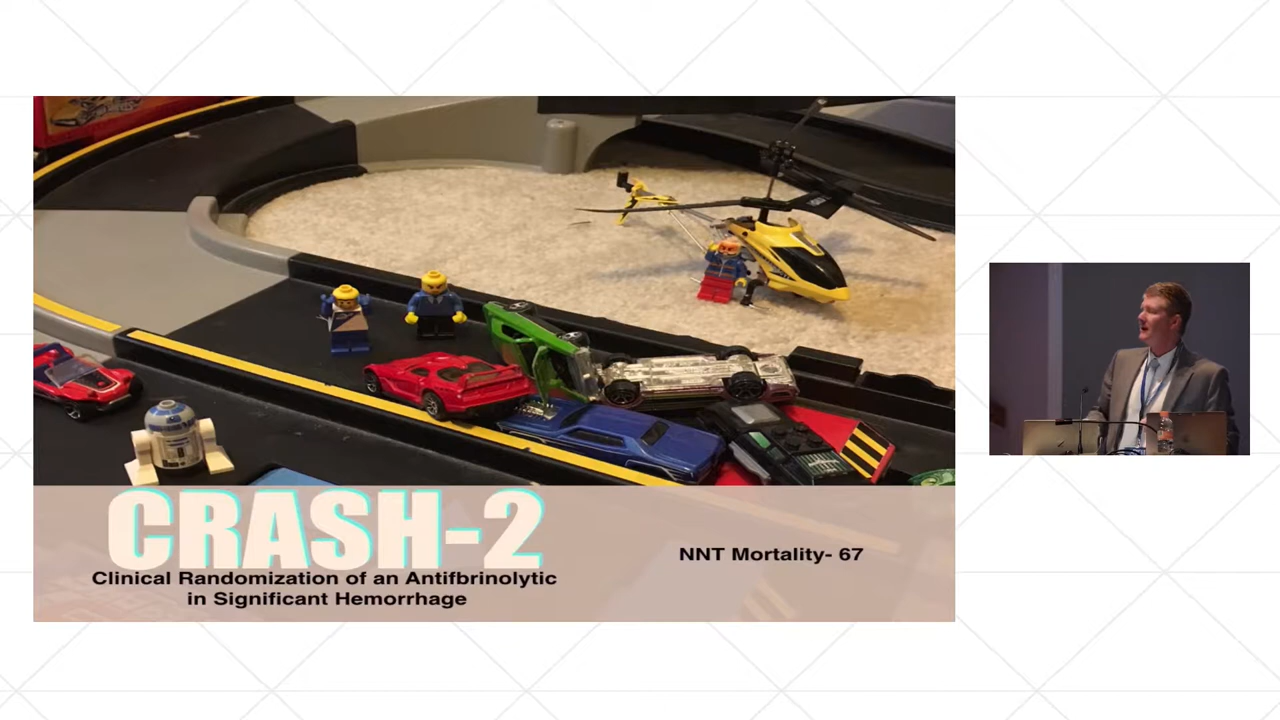 CRASH-2
Clinical Randomization of an Antifbrinolytic
in Significant Hemorrhage
NNT Mortality- 67